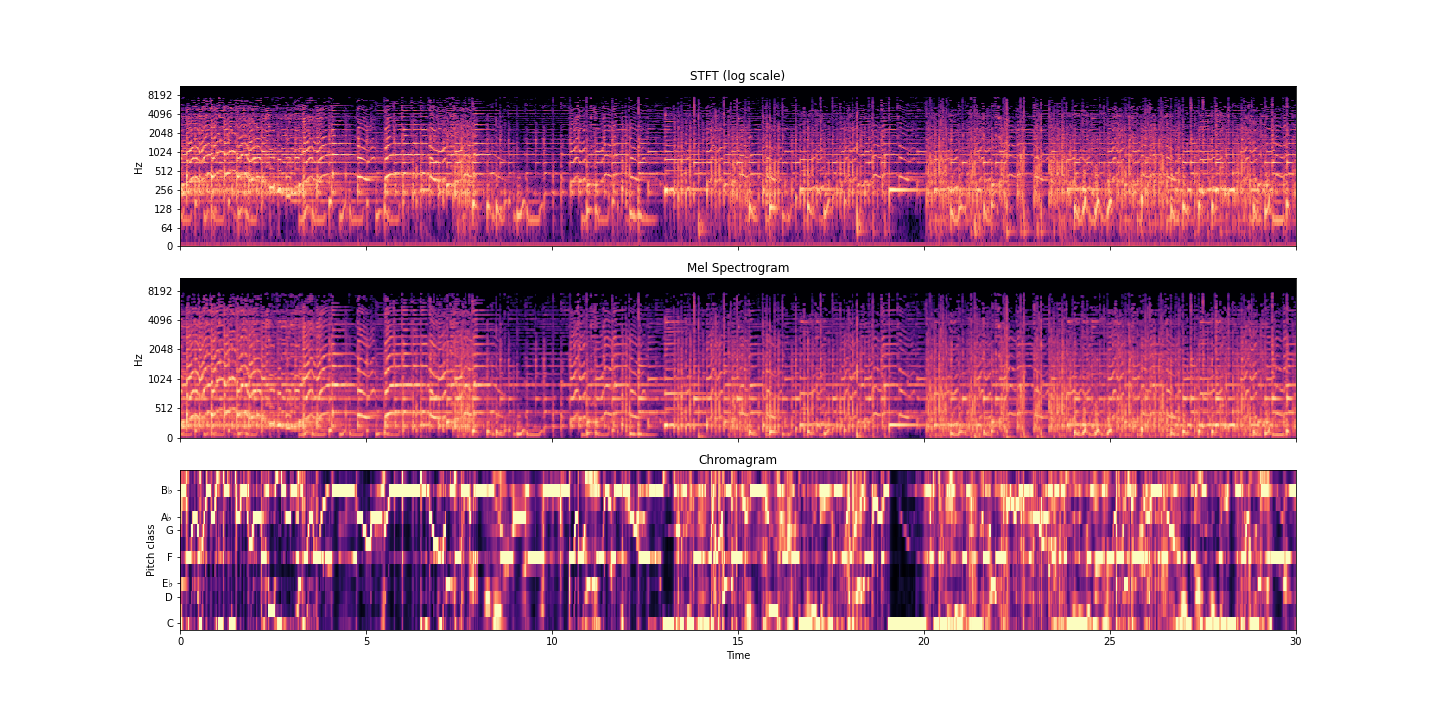 STFT (log scale)
8192
4096
2048
1024
512
256
128
64
0
Hz
Mel Spectrogram
8192
4096
2048
1024
512
0
Hz
Chromagram
B♭
A♭
G
F
E♭
D
C
Pitch class
0 5 10 15 20 25 30
Time